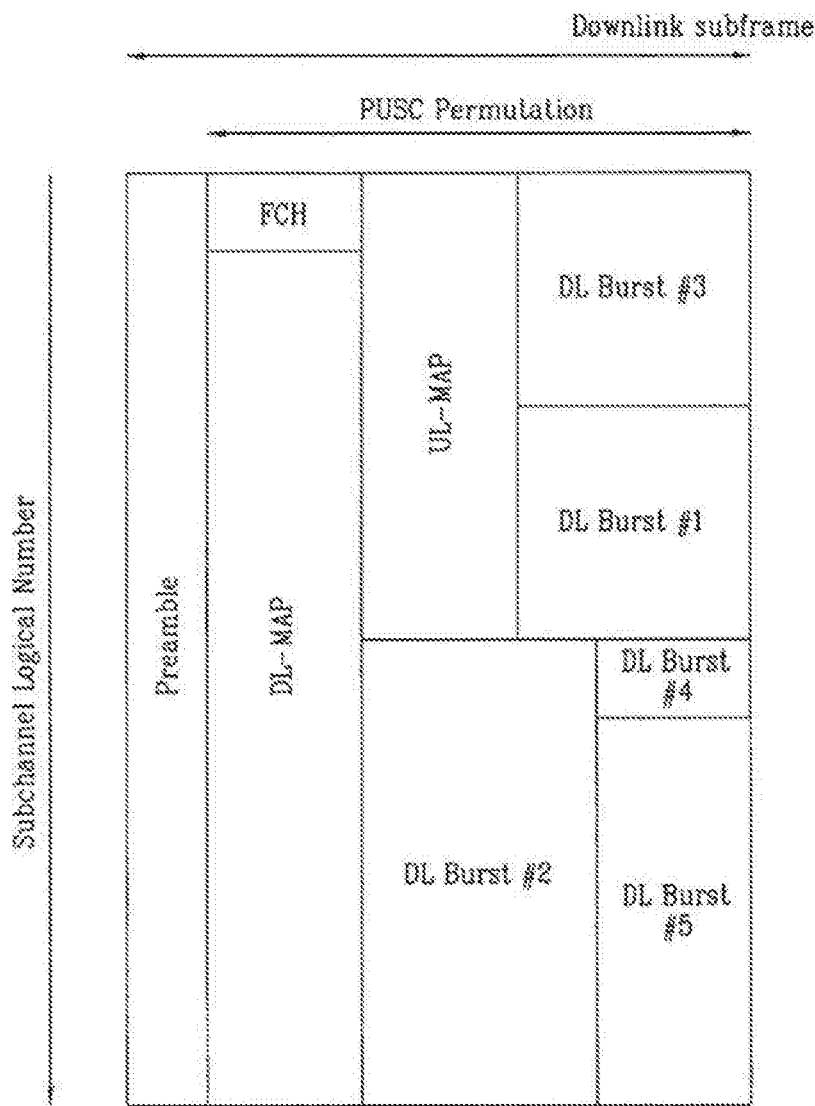 Downlink subframe
PUSC Permutation
Subchannel Logical Number
Preamble
FCH
DL-MAP
UL-MAP
DL Burst #3
DL Burst #1
DL Burst #2
DL Burst
#4
DL Burst
#5